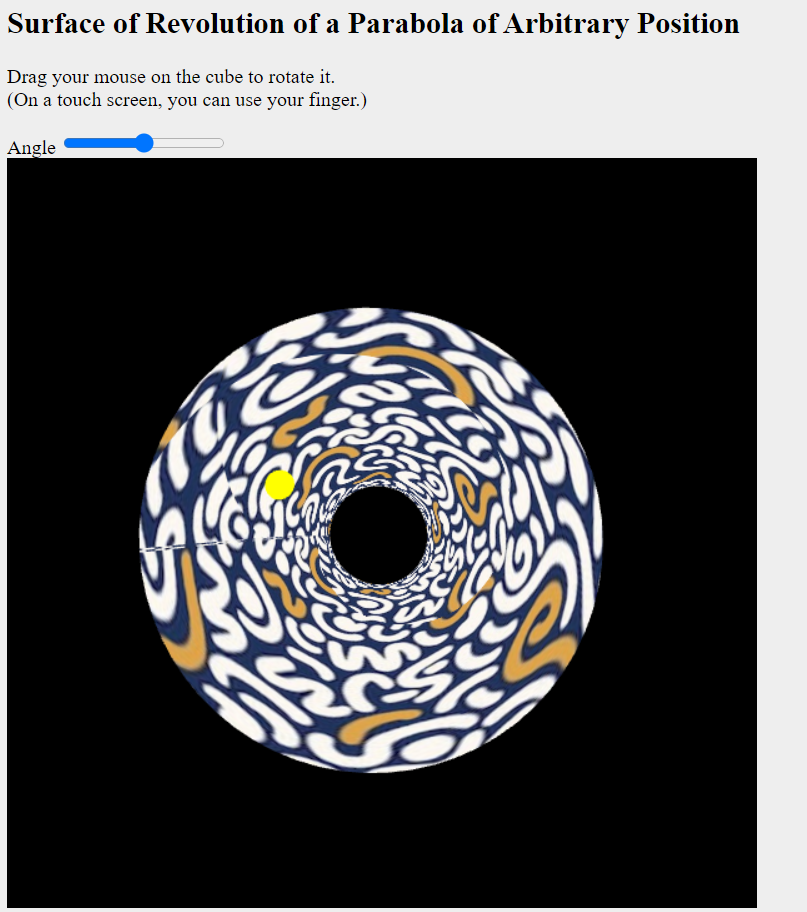 Surface of Revolution of a Parabola of Arbitrary Position
Drag your mouse on the cube to rotate it.
(On a touch screen, you can use your finger.)
Angle